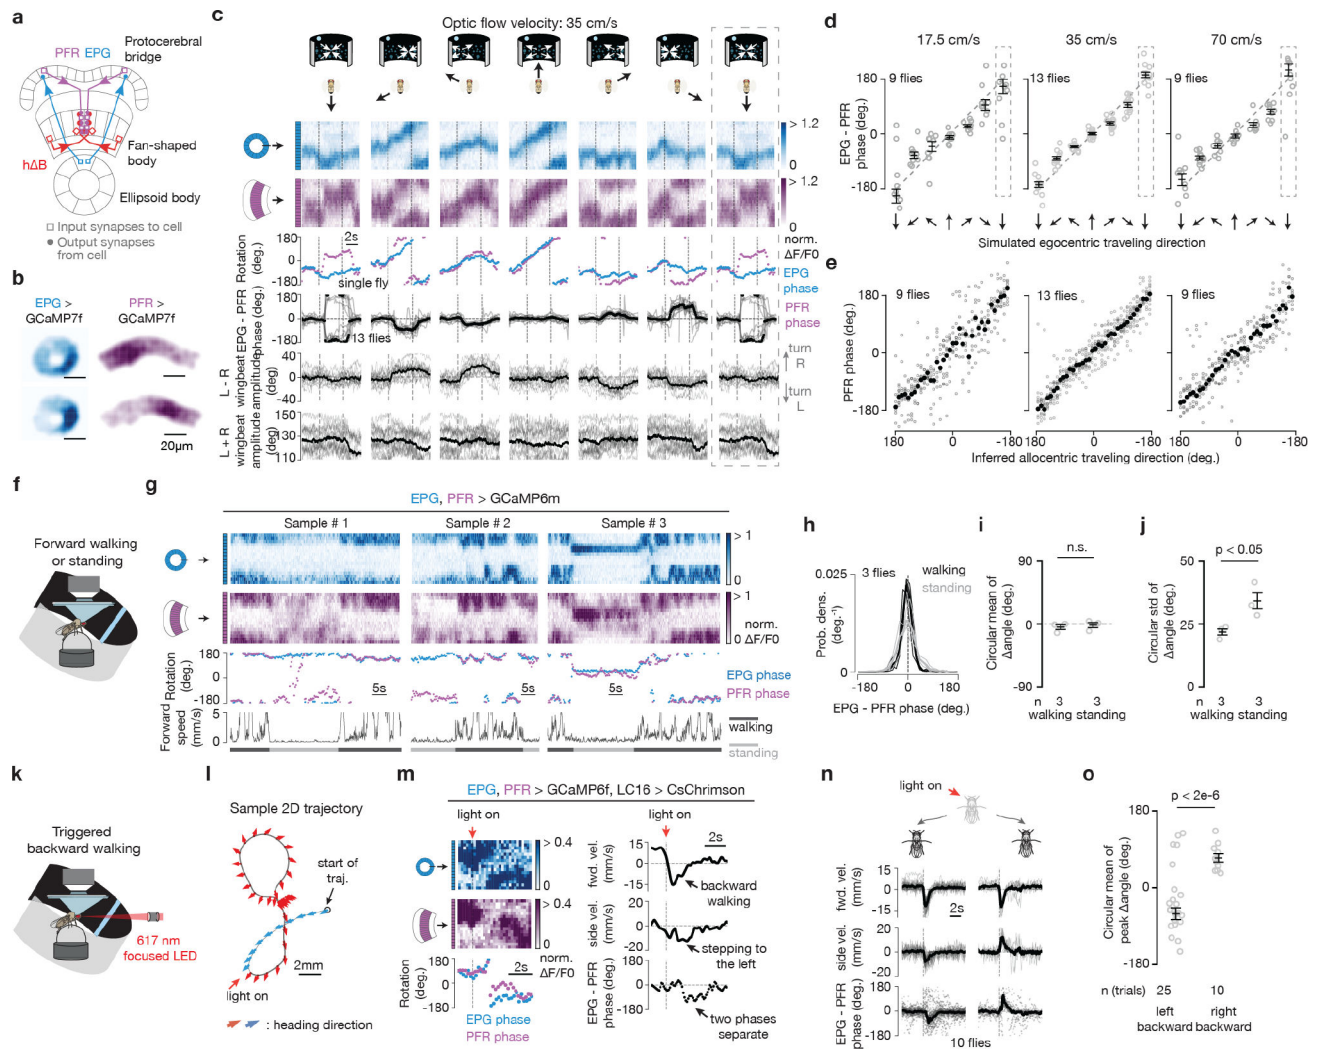 a
PFR EPG
Protocerebral
bridge
hΔB
Fan-shaped
body
Ellipsoid body
Input synapses to cell
Output synapses
from cell
b
EPG >
GCaMP7f
PFR >
GCaMP7f
20μm
c
Optic flow velocity: 35 cm/s
> 1.2
0
> 1.2
0
norm.
ΔF/F0
Rotation
(deg.)
180
0
-180
2s
single fly
EPG
phase
PFR
phase
EPG - PFR
phase (deg.)
180
0
-180
13 flies
L - R
wingbeat
amplitude
(deg)
40
0
-40
turn
R
turn
L
L + R
wingbeat
amplitude
(deg)
150
130
110
d
17.5 cm/s
35 cm/s
70 cm/s
EPG - PFR
phase (deg.)
180
0
-180
9 flies
13 flies
9 flies
Simulated egocentric traveling direction
e
PFR phase (deg.)
180
0
-180
9 flies
13 flies
9 flies
180 0 -180
180 0 -180
180 0 -180
Inferred allocentric traveling direction (deg.)
f
Forward walking
or standing
g
EPG, PFR > GCaMP6m
Sample # 1
Sample # 2
Sample # 3
> 1
0
> 1
norm.
0 ΔF/F0
Rotation
(deg.)
180
0
-180
5s
5s
5s
EPG phase
PFR phase
Forward
speed
(mm/s)
5
0
walking
standing
h
3 flies
walking
standing
Prob. dens.
(deg.⁻¹)
0.025
0
-180 0 180
EPG - PFR phase (deg.)
i
n.s.
Circular mean of
Δangle (deg.)
90
0
-90
n 3 3
walking standing
j
p < 0.05
Circular std of
Δangle (deg.)
50
25
0
n 3 3
walking standing
k
Triggered
backward walking
617 nm
focused LED
l
Sample 2D trajectory
start of
traj.
2mm
light on
: heading direction
m
EPG, PFR > GCaMP6f, LC16 > CsChrimson
light on
> 0.4
0
> 0.4
0
norm.
ΔF/F0
2s
Rotation
(deg.)
180
0
180
EPG phase
PFR phase
light on
2s
fwd. vel.
(mm/s)
15
-15
backward
walking
side vel.
(mm/s)
20
20
stepping to
the left
EPG - PFR
phase (deg.)
180
180
two phases
separate
n
light on
fwd. vel.
(mm/s)
15
0
-15
2s
side vel.
(mm/s)
20
0
20
EPG - PFR
phase (deg.)
180
0
180
10 flies
o
p < 2e-6
Circular mean of
peak Δangle (deg.)
180
0
-180
n (trials) 25 10
left
backward
right
backward